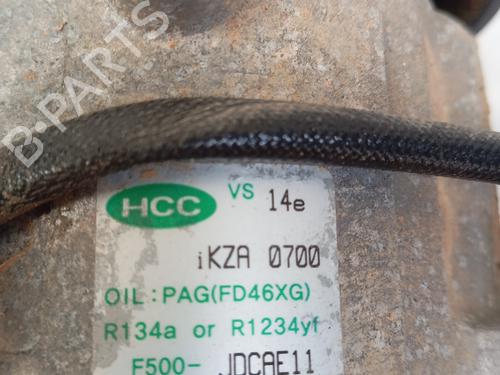 B-PARTS
HCC VS 14e
iKZA 0700
OIL : PAG(FD46XG)
R134a or R1234yf
F500- JDCAE11